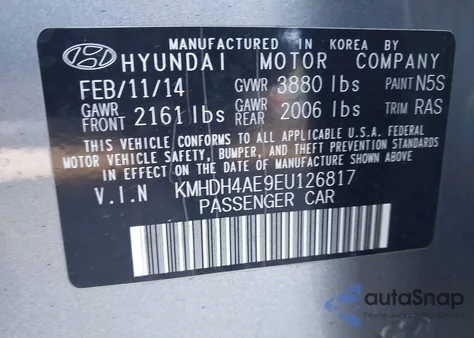 MANUFACTURED IN KOREA BY
HYUNDAI MOTOR COMPANY
FEB/11/14 GVWR 3880 lbs PAINT N5S
GAWR FRONT 2161 lbs GAWR REAR 2006 lbs TRIM RAS
THIS VEHICLE CONFORMS TO ALL APPLICABLE U.S.A. FEDERAL
MOTOR VEHICLE SAFETY, BUMPER, AND THEFT PREVENTION STANDARDS
IN EFFECT ON THE DATE OF MANUFACTURE SHOWN ABOVE.
V.I.N KMHDH4AE9EU126817
PASSENGER CAR
autoSnap